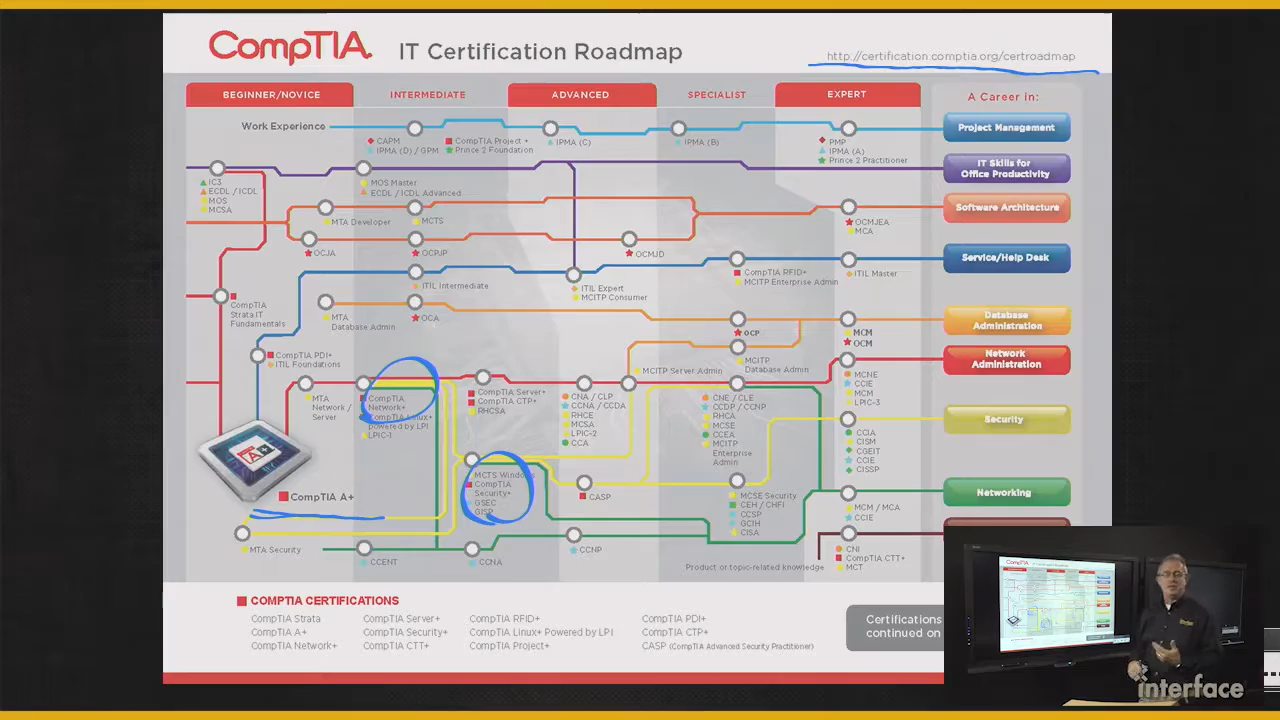 CompTIA. IT Certification Roadmap
http://certification.comptia.org/certroadmap
BEGINNER/NOVICE INTERMEDIATE ADVANCED SPECIALIST EXPERT A Career in:
Work Experience
CAPM
IPMA (D) / GPM
CompTIA Project +
Prince 2 Foundation
IPMA (C)
IPMA (B)
PMP
IPMA (A)
Prince 2 Practitioner
Project Management
IC3
ECDL / ICDL
MOS
MCSA
MOS Master
ECDL / ICDL Advanced
IT Skills for
Office Productivity
MTA Developer
MCTS
OCMJEA
MCA
Software Architecture
OCJA
OCPJP
OCMJD
ITIL Intermediate
ITIL Expert
MCITP Consumer
CompTIA RFID+
MCITP Enterprise Admin
ITIL Master
Service/Help Desk
CompTIA
Strata IT
Fundamentals
MTA
Database Admin
OCA
OCP
MCM
OCM
Database
Administration
CompTIA PDI+
ITIL Foundations
MCITP Server Admin
MCITP
Database Admin
Network
Administration
MTA
Network /
Server
CompTIA
Network+
CompTIA Linux+
powered by LPI
LPIC-1
CompTIA Server+
CompTIA CTP+
RHCSA
CNA / CLP
CCNA / CCDA
RHCE
MCSA
LPIC-2
CCA
CNE / CLE
CCDP / CCNP
RHCA
MCSE
CCEA
MCITP
Enterprise
Admin
MCNE
CCIE
MCM
LPIC-3
Security
CCIA
CISM
CGEIT
CCIE
CISSP
A+
CompTIA A+
MCTS Windows
CompTIA
Security+
GSEC
GISP
CASP
MCSE Security
CEH / CHFI
CCSP
GCIH
CISA
Networking
MCM / MCA
CCIE
MTA Security
CCENT
CCNA
CCNP
Product or topic-related knowledge
CNI
CompTIA CTT+
MCT
COMPTIA CERTIFICATIONS
CompTIA Strata
CompTIA A+
CompTIA Network+
CompTIA Server+
CompTIA Security+
CompTIA CTT+
CompTIA RFID+
CompTIA Linux+ Powered by LPI
CompTIA Project+
CompTIA PDI+
CompTIA CTP+
CASP (CompTIA Advanced Security Practitioner)
Certifications
continued on
interface